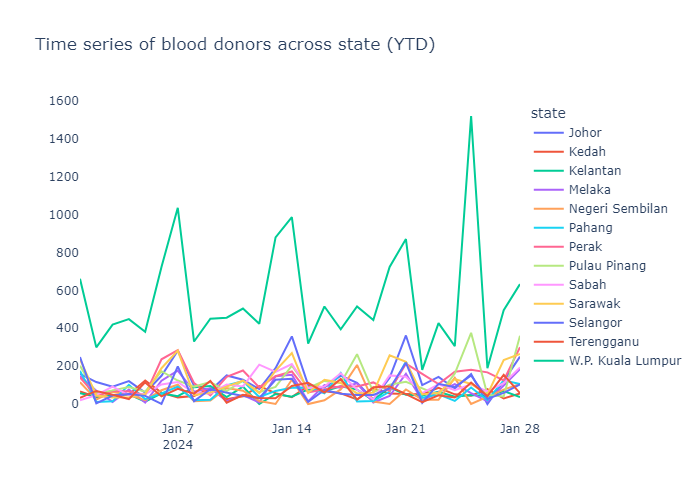 Time series of blood donors across state (YTD)
1600
1400
1200
1000
800
600
400
200
0
Jan 7
2024
Jan 14
Jan 21
Jan 28
state
Johor
Kedah
Kelantan
Melaka
Negeri Sembilan
Pahang
Perak
Pulau Pinang
Sabah
Sarawak
Selangor
Terengganu
W.P. Kuala Lumpur